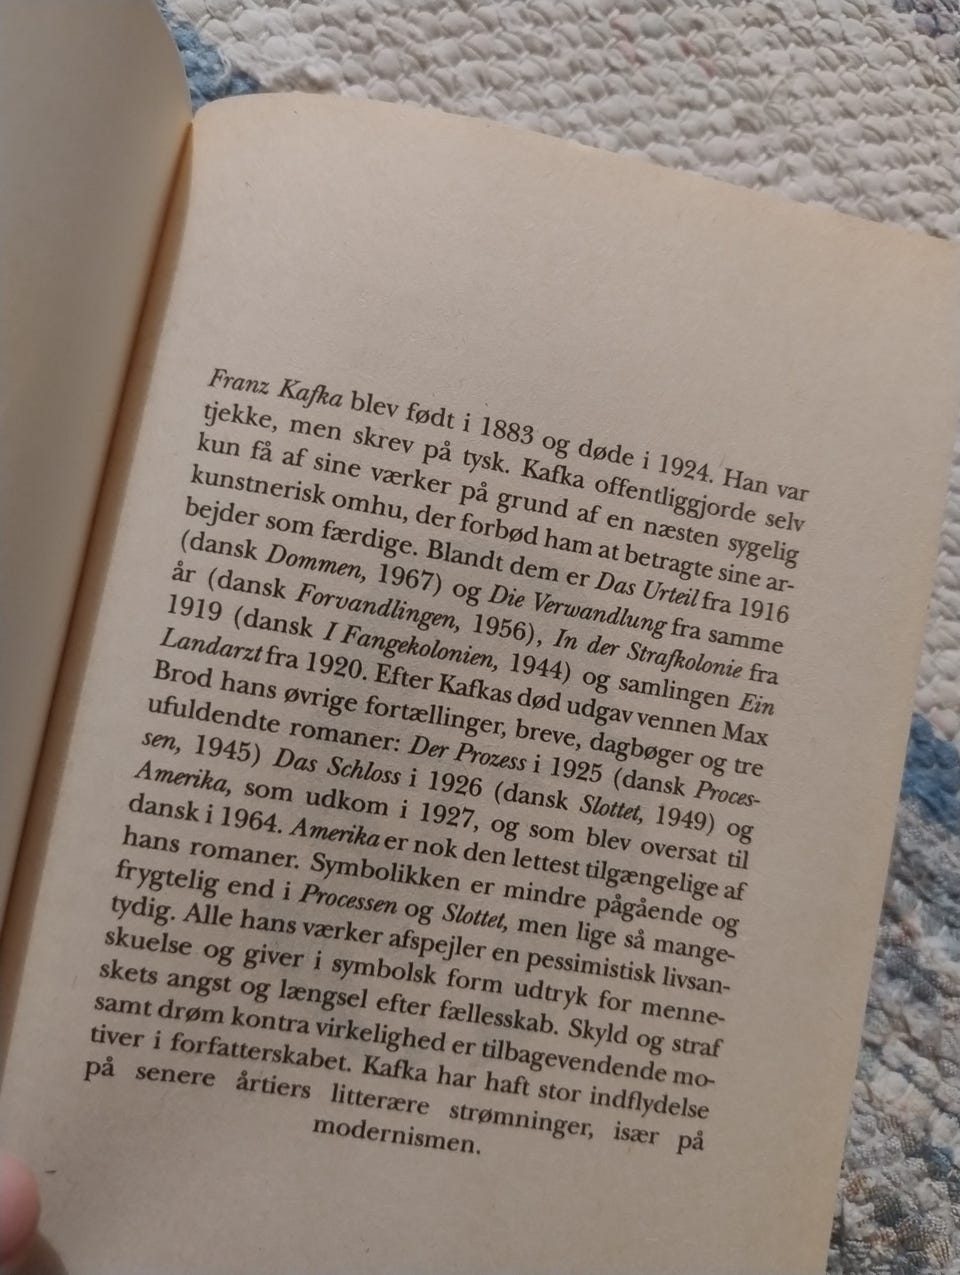 Franz Kafka blev født i 1883 og døde i 1924. Han var
tjekke, men skrev på tysk. Kafka offentliggjorde selv
kun få af sine værker på grund af en næsten sygelig
kunstnerisk omhu, der forbød ham at betragte sine ar-
bejder som færdige. Blandt dem er Das Urteil fra 1916
(dansk Dommen, 1967) og Die Verwandlung fra samme
år (dansk Forvandlingen, 1956), In der Strafkolonie fra
1919 (dansk I Fangekolonien, 1944) og samlingen Ein
Landarzt fra 1920. Efter Kafkas død udgav vennen Max
Brod hans øvrige fortællinger, breve, dagbøger og tre
ufuldendte romaner: Der Prozess i 1925 (dansk Proces-
sen, 1945) Das Schloss i 1926 (dansk Slottet, 1949) og
Amerika, som udkom i 1927, og som blev oversat til
dansk i 1964. Amerika er nok den lettest tilgængelige af
hans romaner. Symbolikken er mindre pågående og
frygtelig end i Processen og Slottet, men lige så mange-
tydig. Alle hans værker afspejler en pessimistisk livsan-
skuelse og giver i symbolsk form udtryk for menne-
skets angst og længsel efter fællesskab. Skyld og straf
samt drøm kontra virkelighed er tilbagevendende mo-
tiver i forfatterskabet. Kafka har haft stor indflydelse
på senere årtiers litterære strømninger, især på
modernismen.